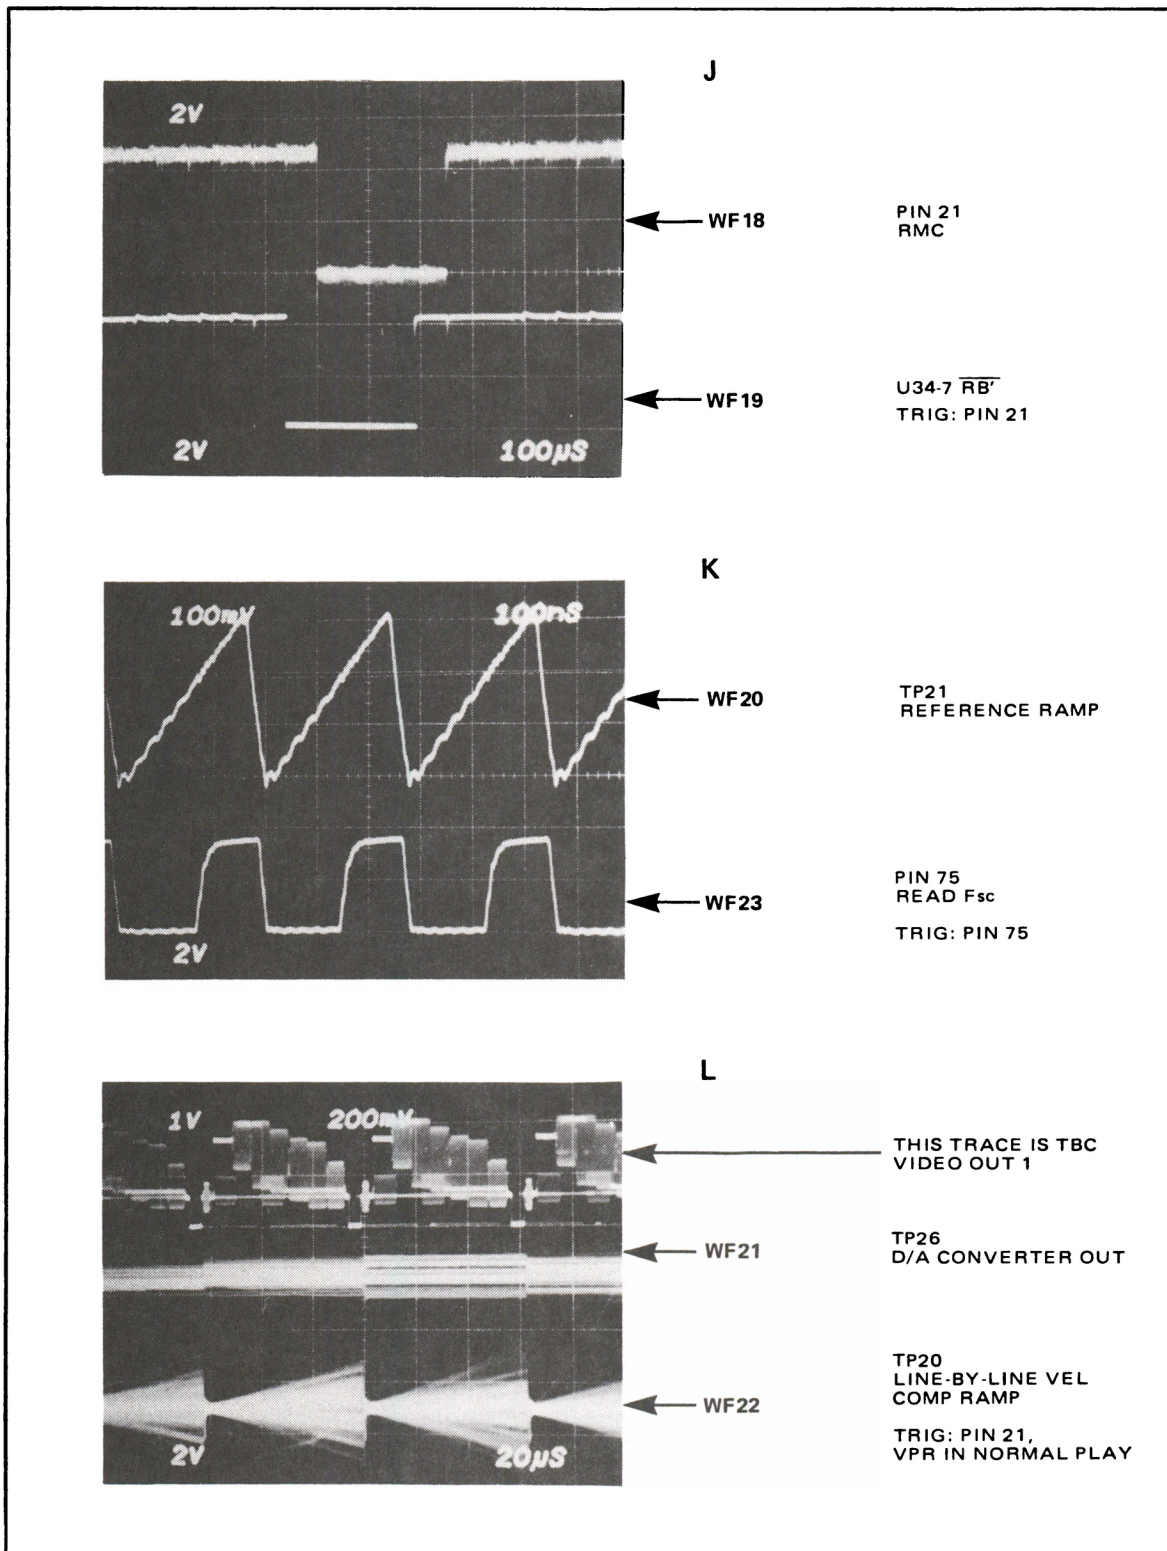 J
2V
WF18
PIN 21
RMC
WF19
U34-7 R̅B̅'̅
TRIG: PIN 21
2V
100µS
K
100mV
100nS
WF20
TP21
REFERENCE RAMP
WF23
PIN 75
READ Fsc
TRIG: PIN 75
2V
L
1V
200mV
THIS TRACE IS TBC
VIDEO OUT 1
WF21
TP26
D/A CONVERTER OUT
WF22
TP20
LINE-BY-LINE VEL
COMP RAMP
TRIG: PIN 21,
VPR IN NORMAL PLAY
2V
20µS